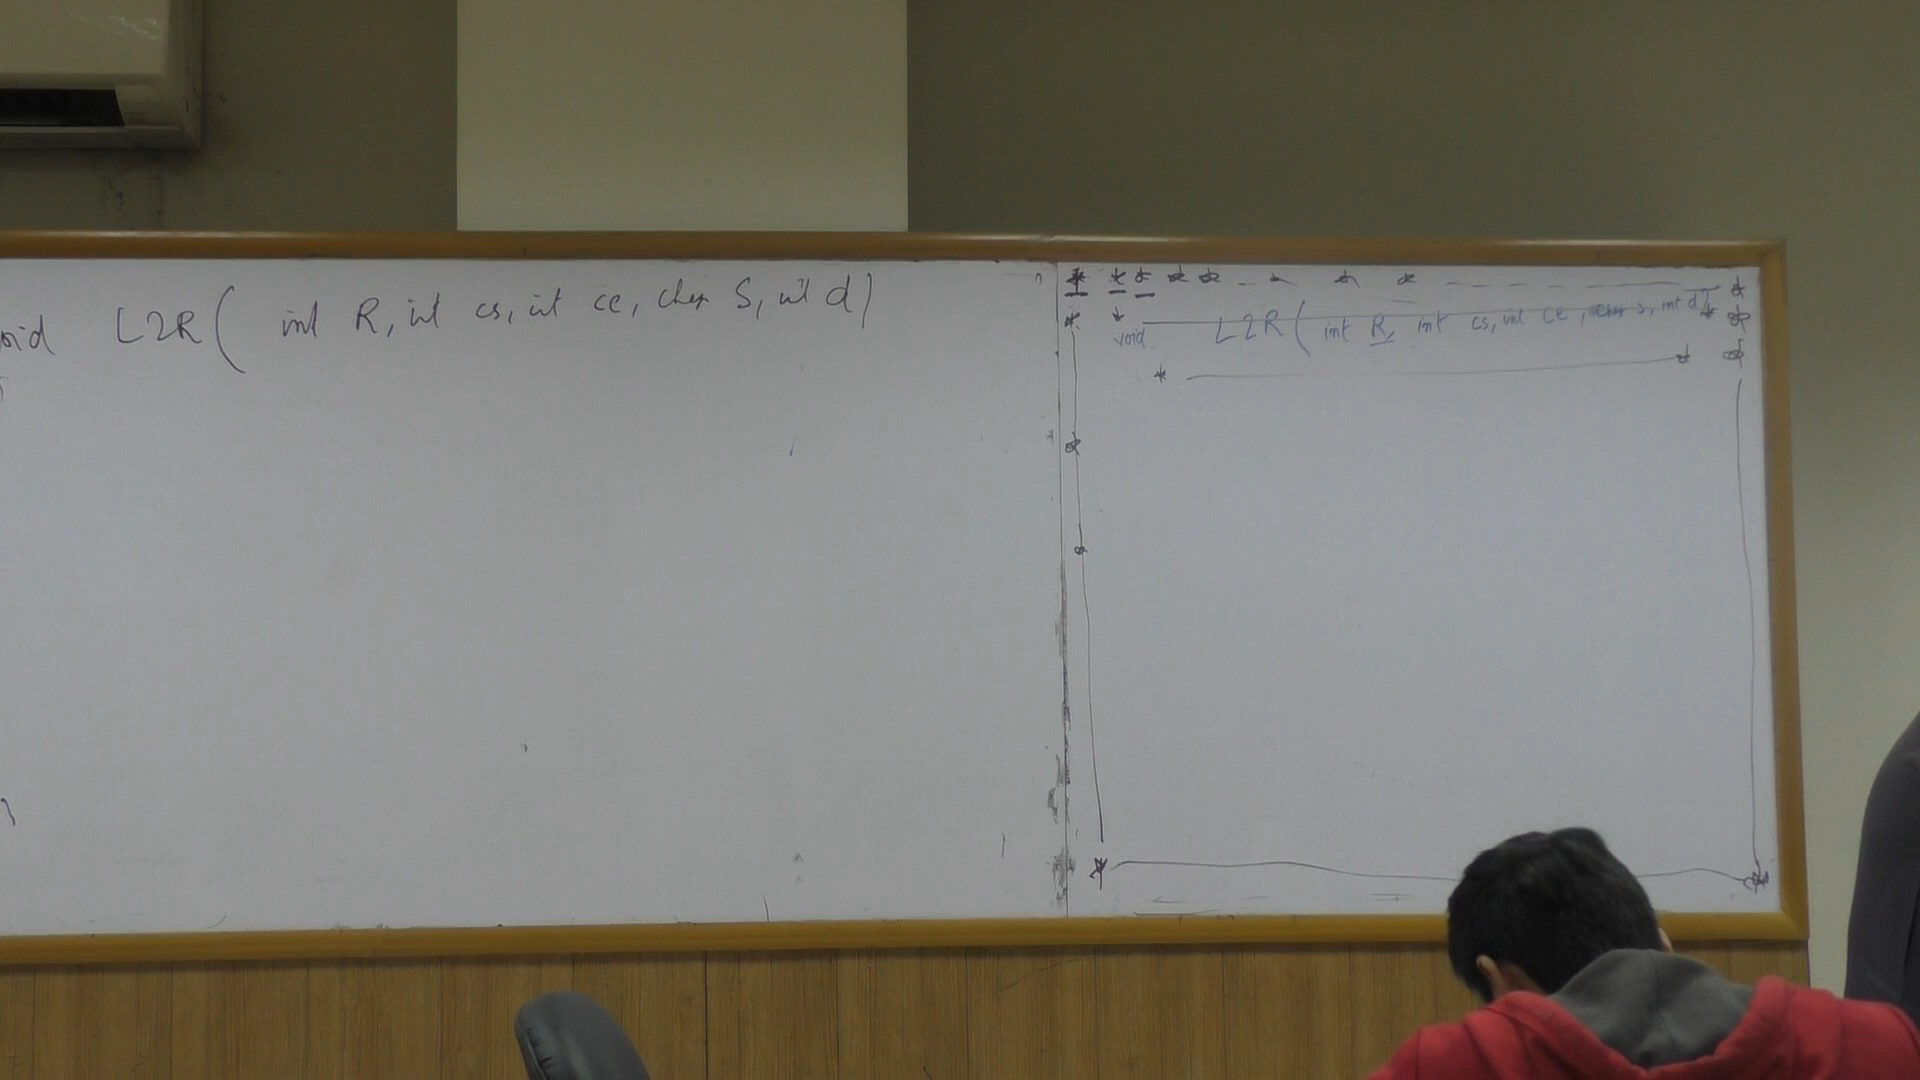 void L2R( int R, int cs, int ce, char S, int d)
* * * * * - - * * * - - - - *
* * * *
void L2R( int R, int cs, int ce, char s, int d)
* * *
*
*
* *